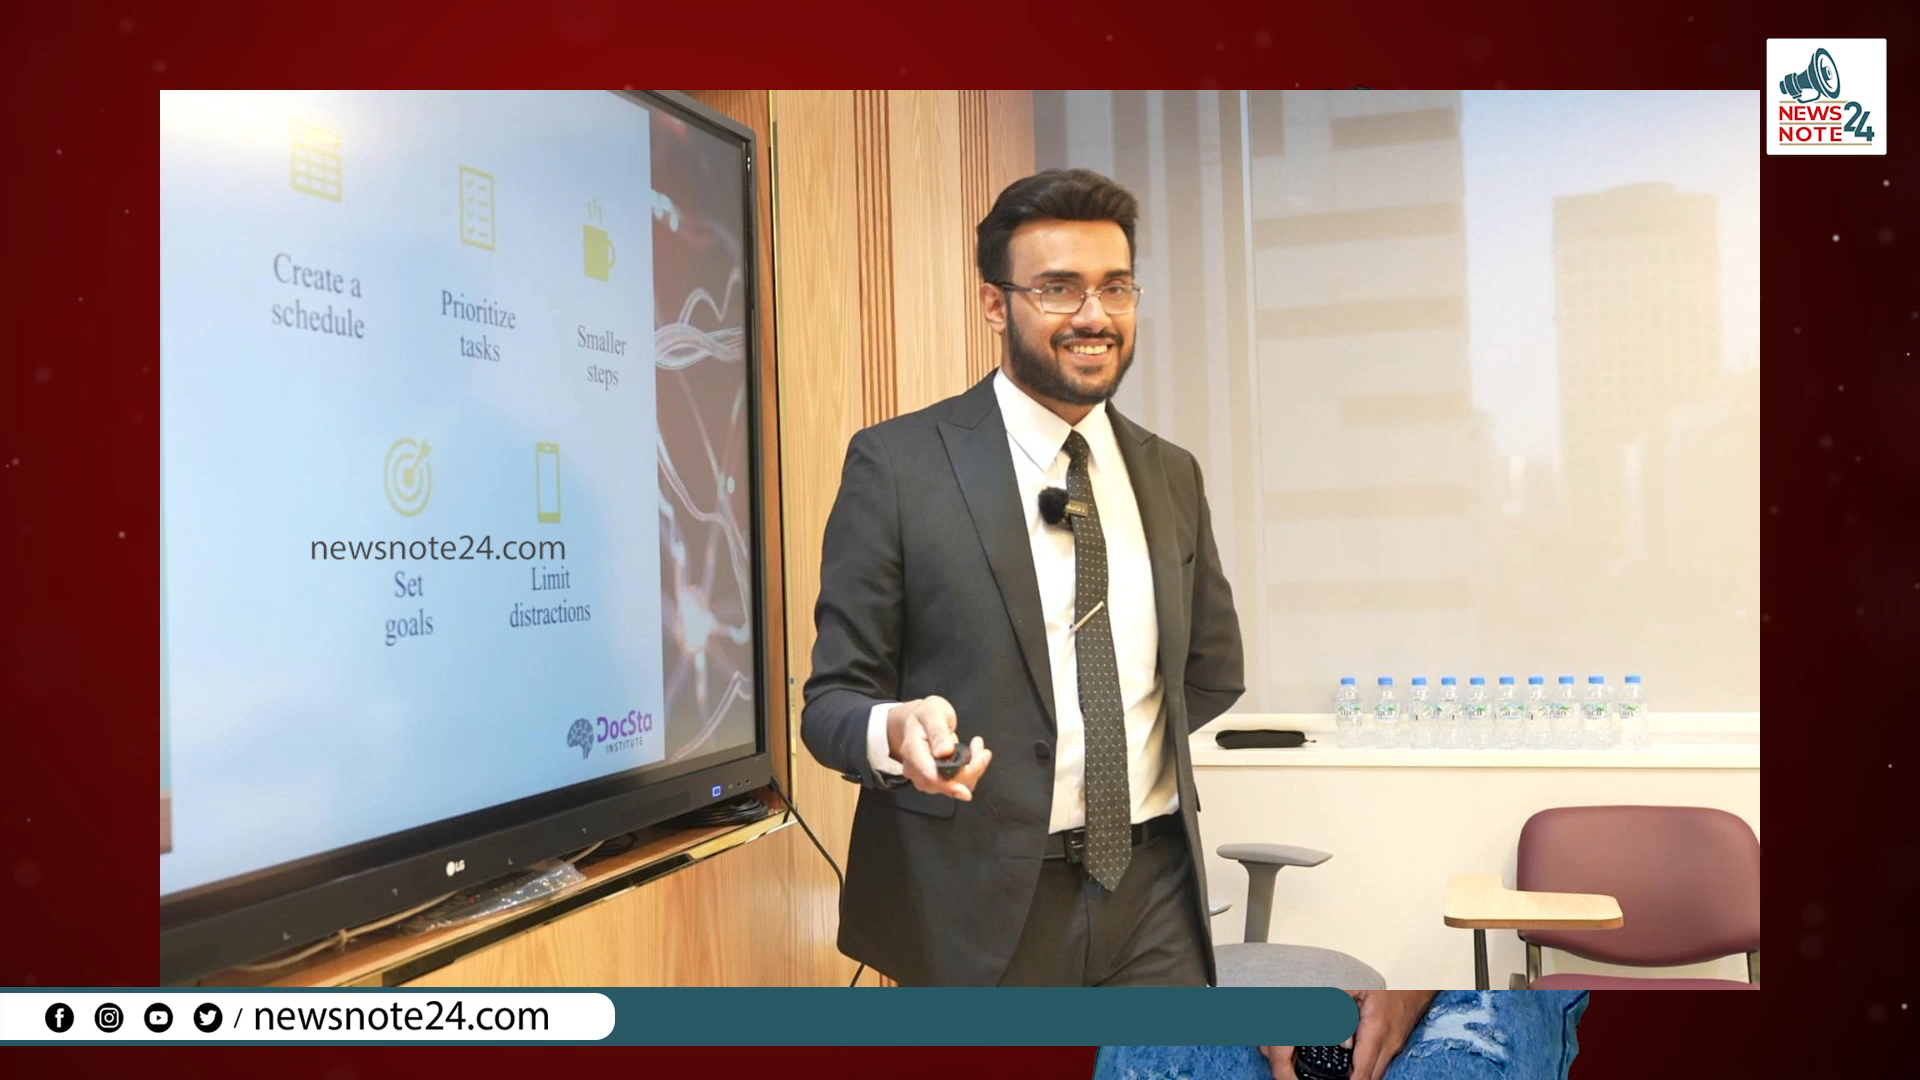 NEWS
NOTE 24
Create a
schedule
Prioritize
tasks
Smaller
steps
newsnote24.com
Set
goals
Limit
distractions
DocSta
INSTITUTE
LG
/ newsnote24.com